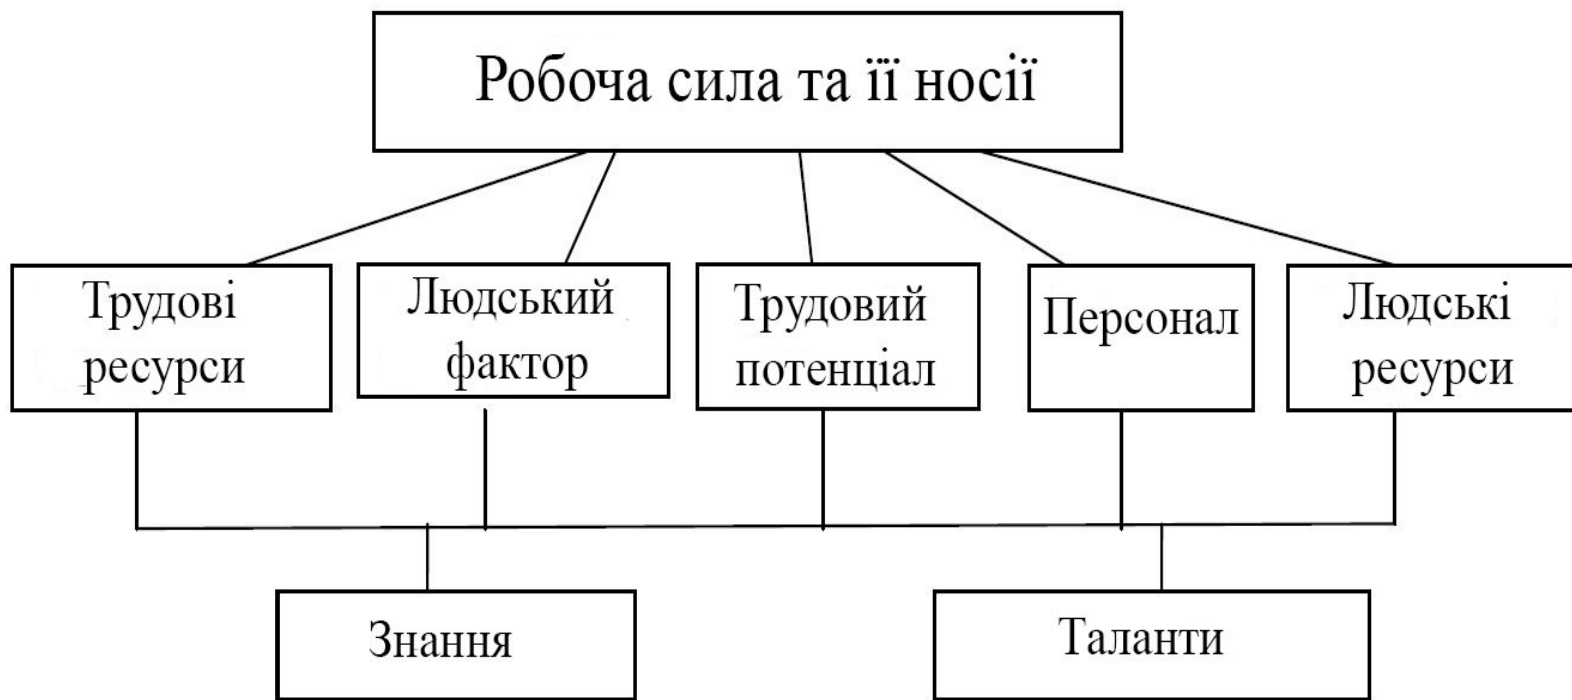 Робоча сила та її носії
Трудові
ресурси
Людський
фактор
Трудовий
потенціал
Персонал
Людські
ресурси
Знання
Таланти